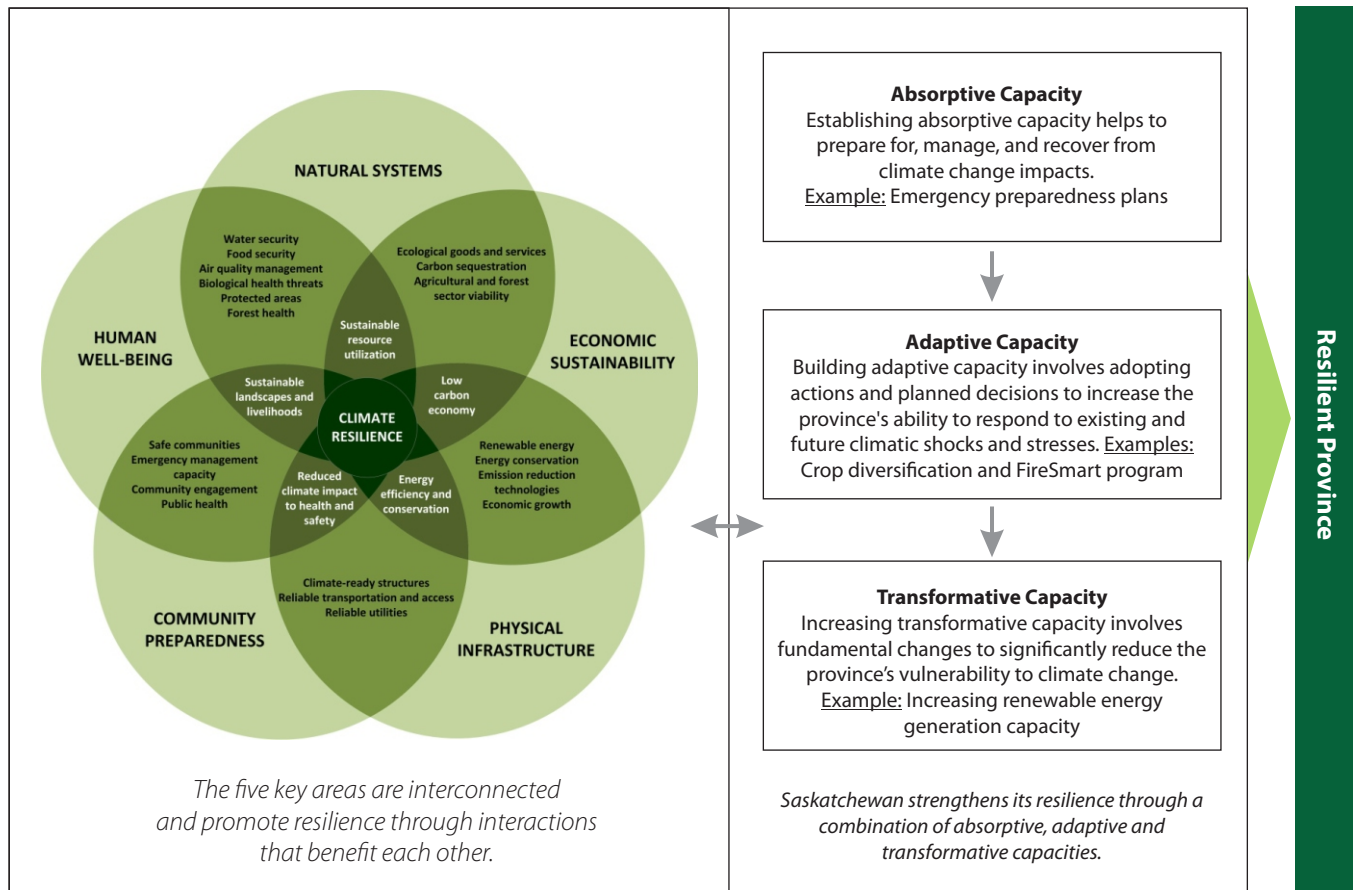 NATURAL SYSTEMS
Water security
Food security
Air quality management
Biological health threats
Protected areas
Forest health
Ecological goods and services
Carbon sequestration
Agricultural and forest
sector viability
HUMAN
WELL-BEING
Sustainable
resource
utilization
ECONOMIC
SUSTAINABILITY
Sustainable
landscapes and
livelihoods
Low
carbon
economy
CLIMATE
RESILIENCE
Safe communities
Emergency management
capacity
Community engagement
Public health
Reduced
climate impact
to health and
safety
Energy
efficiency and
conservation
Renewable energy
Energy conservation
Emission reduction
technologies
Economic growth
Climate-ready structures
Reliable transportation and access
Reliable utilities
COMMUNITY
PREPAREDNESS
PHYSICAL
INFRASTRUCTURE
The five key areas are interconnected
and promote resilience through interactions
that benefit each other.
Absorptive Capacity
Establishing absorptive capacity helps to
prepare for, manage, and recover from
climate change impacts.
Example: Emergency preparedness plans
Adaptive Capacity
Building adaptive capacity involves adopting
actions and planned decisions to increase the
province's ability to respond to existing and
future climatic shocks and stresses. Examples:
Crop diversification and FireSmart program
Transformative Capacity
Increasing transformative capacity involves
fundamental changes to significantly reduce the
province’s vulnerability to climate change.
Example: Increasing renewable energy
generation capacity
Saskatchewan strengthens its resilience through a
combination of absorptive, adaptive and
transformative capacities.
Resilient Province